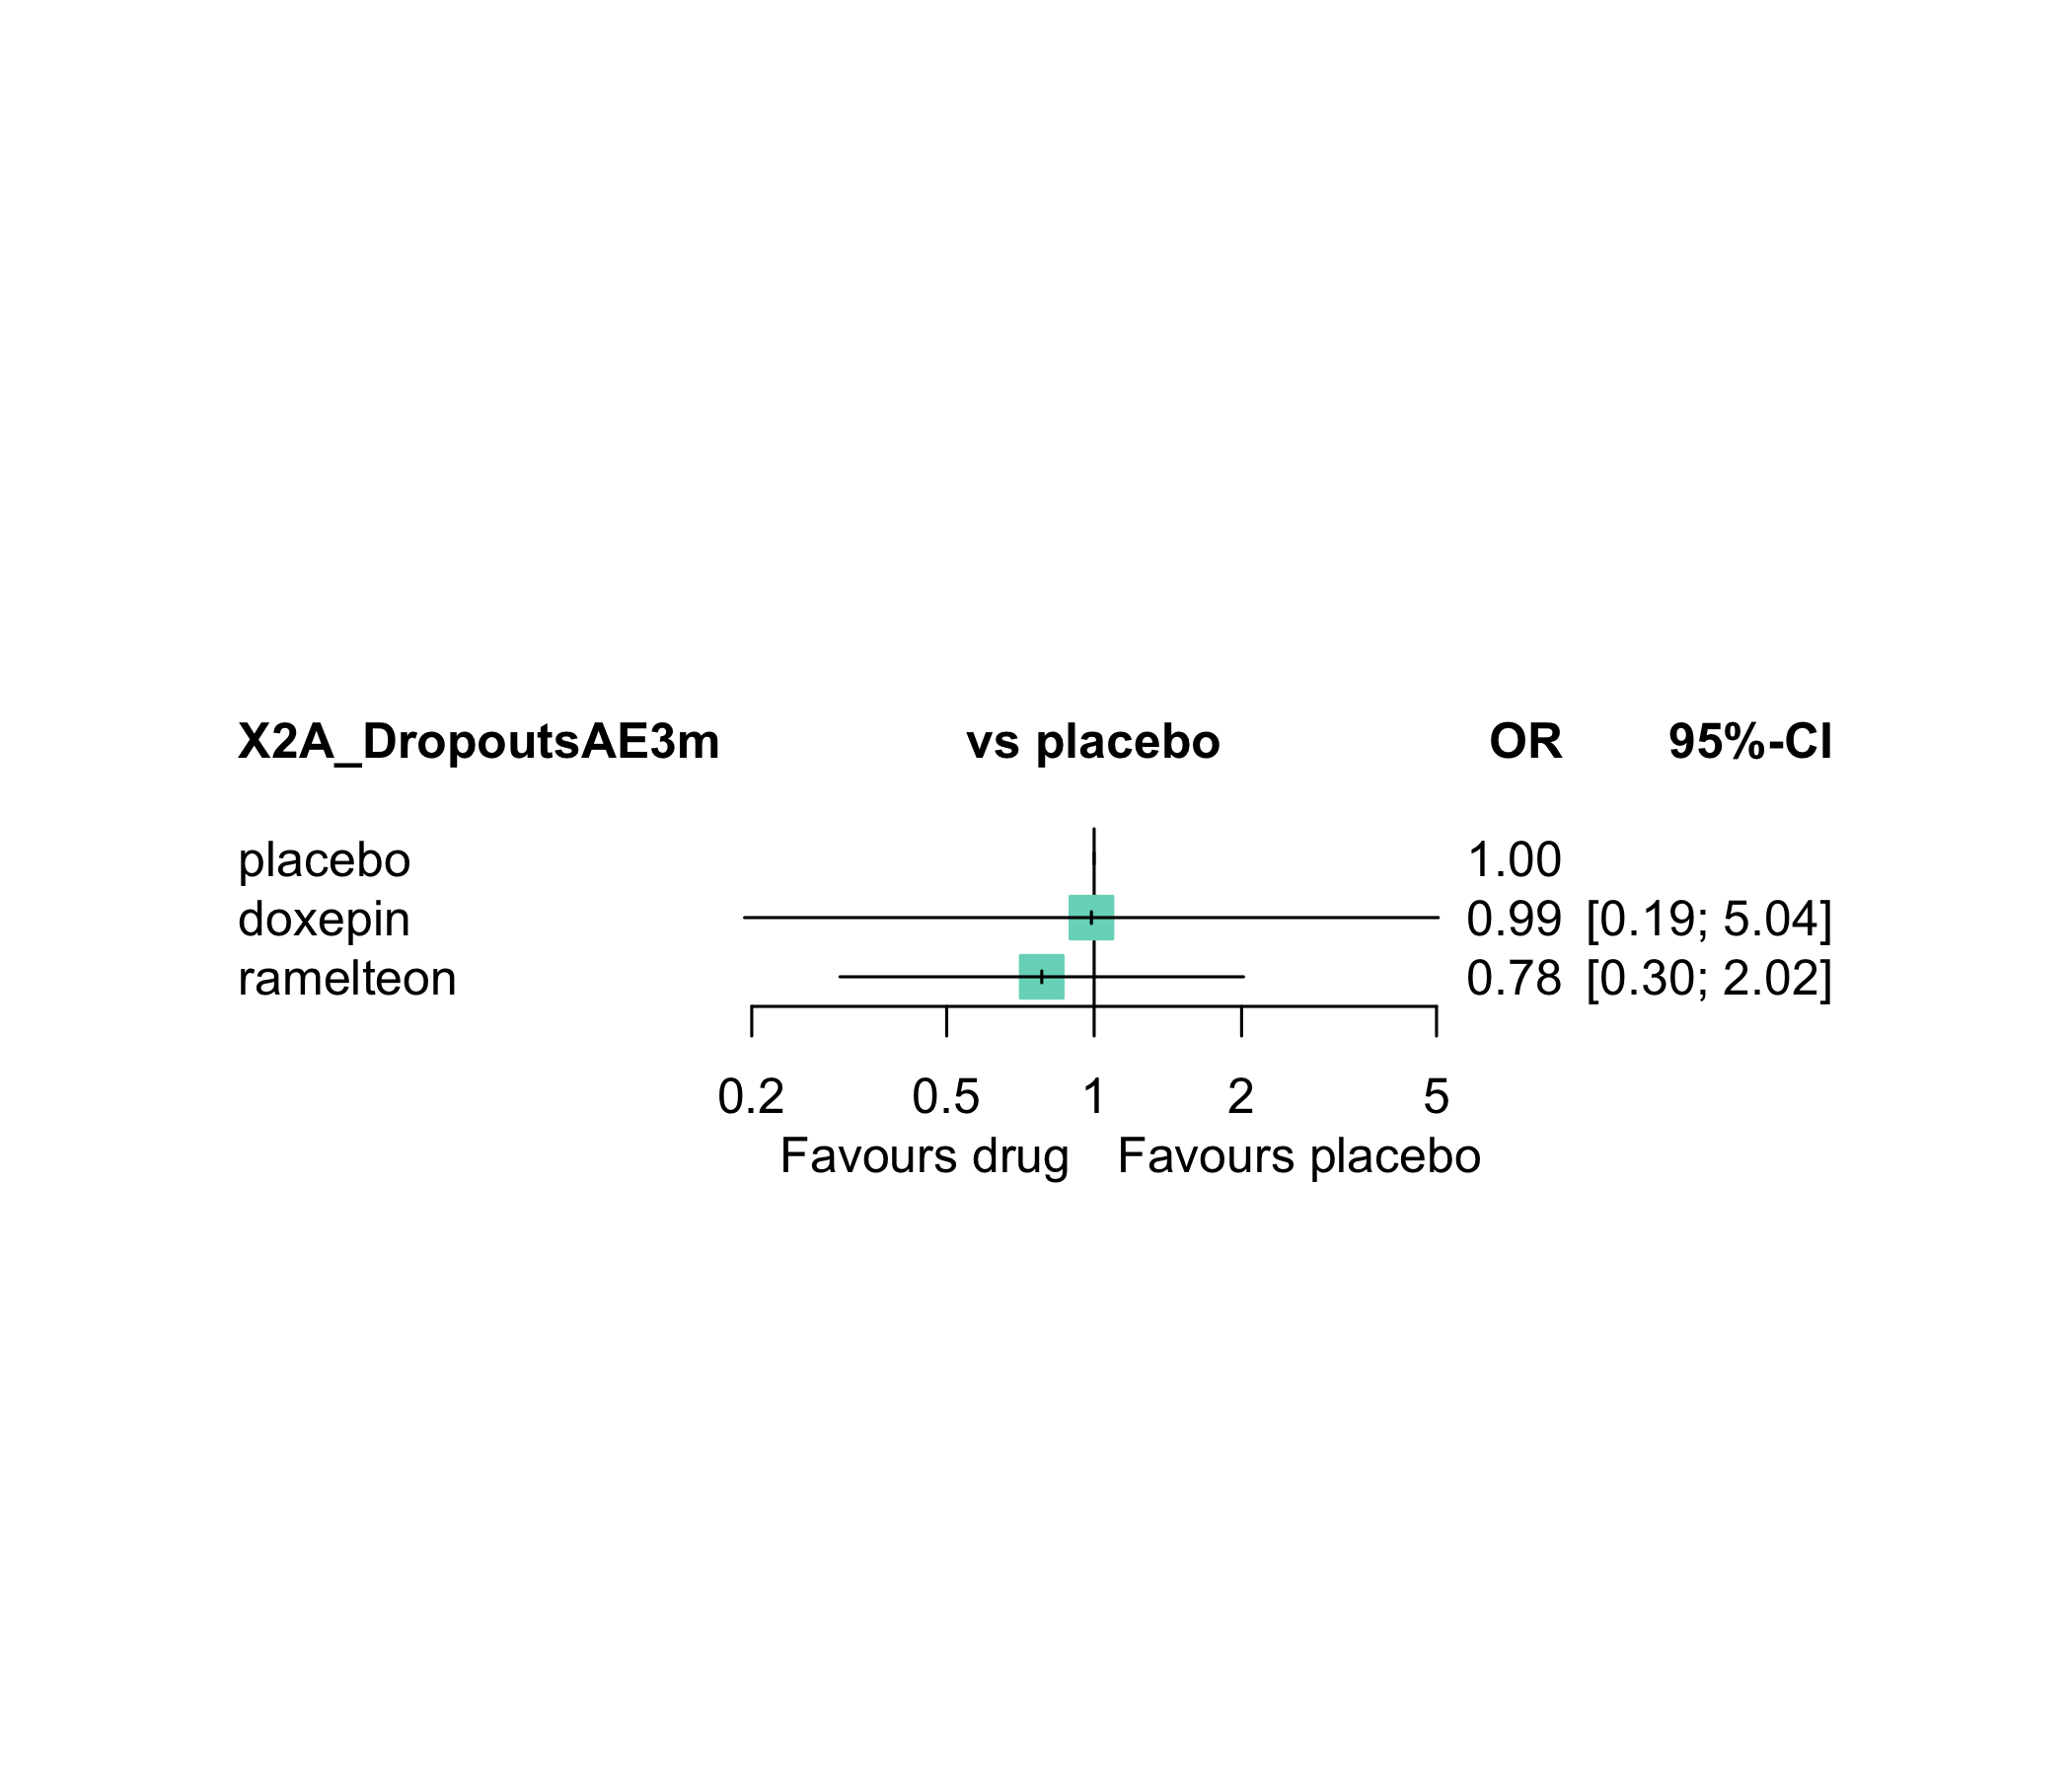 X2A_DropoutsAE3m vs placebo OR 95%-CI
placebo 1.00
doxepin 0.99 [0.19; 5.04]
ramelteon 0.78 [0.30; 2.02]
0.2 0.5 1 2 5
Favours drug Favours placebo